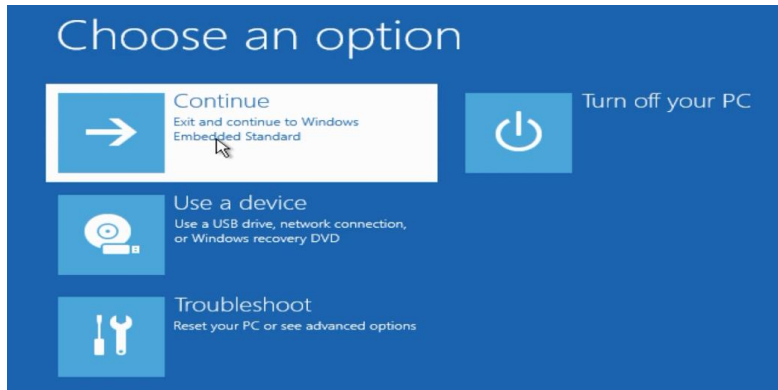 Choose an option
Continue
Exit and continue to Windows
Embedded Standard
Turn off your PC
Use a device
Use a USB drive, network connection,
or Windows recovery DVD
Troubleshoot
Reset your PC or see advanced options